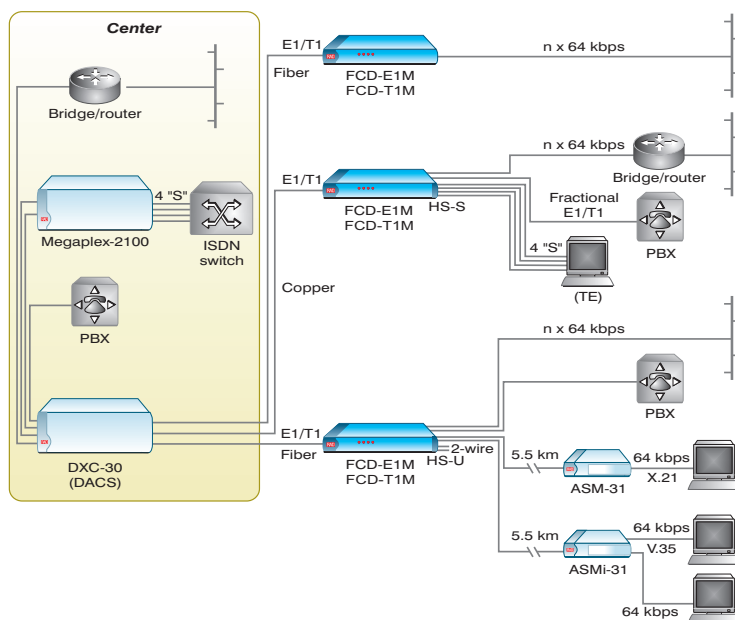 Center
Bridge/router
4 "S"
Megaplex-2100
ISDN
switch
PBX
DXC-30
(DACS)
E1/T1
Fiber
FCD-E1M
FCD-T1M
n x 64 kbps
E1/T1
Copper
FCD-E1M
FCD-T1M
HS-S
n x 64 kbps
Bridge/router
Fractional
E1/T1
PBX
4 "S"
(TE)
n x 64 kbps
PBX
E1/T1
Fiber
FCD-E1M
FCD-T1M
HS-U
2-wire
5.5 km
ASM-31
64 kbps
X.21
5.5 km
ASMi-31
64 kbps
V.35
64 kbps